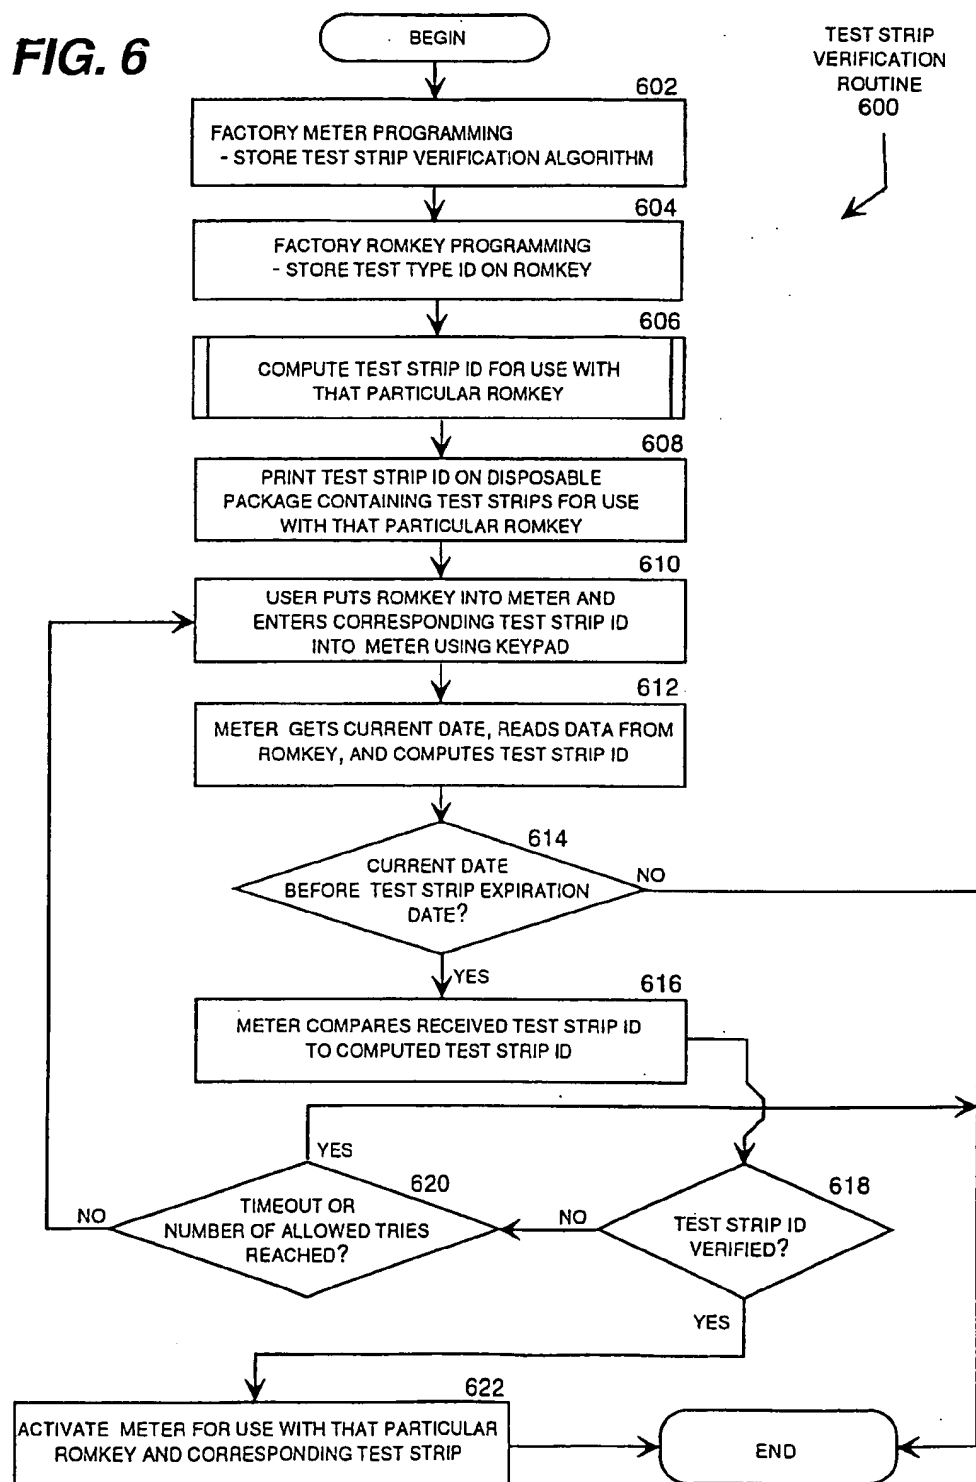 FIG. 6
BEGIN
TEST STRIP
VERIFICATION
ROUTINE
600
602
FACTORY METER PROGRAMMING
- STORE TEST STRIP VERIFICATION ALGORITHM
604
FACTORY ROMKEY PROGRAMMING
- STORE TEST TYPE ID ON ROMKEY
606
COMPUTE TEST STRIP ID FOR USE WITH
THAT PARTICULAR ROMKEY
608
PRINT TEST STRIP ID ON DISPOSABLE
PACKAGE CONTAINING TEST STRIPS FOR USE
WITH THAT PARTICULAR ROMKEY
610
USER PUTS ROMKEY INTO METER AND
ENTERS CORRESPONDING TEST STRIP ID
INTO METER USING KEYPAD
612
METER GETS CURRENT DATE, READS DATA FROM
ROMKEY, AND COMPUTES TEST STRIP ID
614
CURRENT DATE
BEFORE TEST STRIP EXPIRATION
DATE?
NO
YES
616
METER COMPARES RECEIVED TEST STRIP ID
TO COMPUTED TEST STRIP ID
YES
620
TIMEOUT OR
NUMBER OF ALLOWED TRIES
REACHED?
NO
NO
618
TEST STRIP ID
VERIFIED?
YES
622
ACTIVATE METER FOR USE WITH THAT PARTICULAR
ROMKEY AND CORRESPONDING TEST STRIP
END